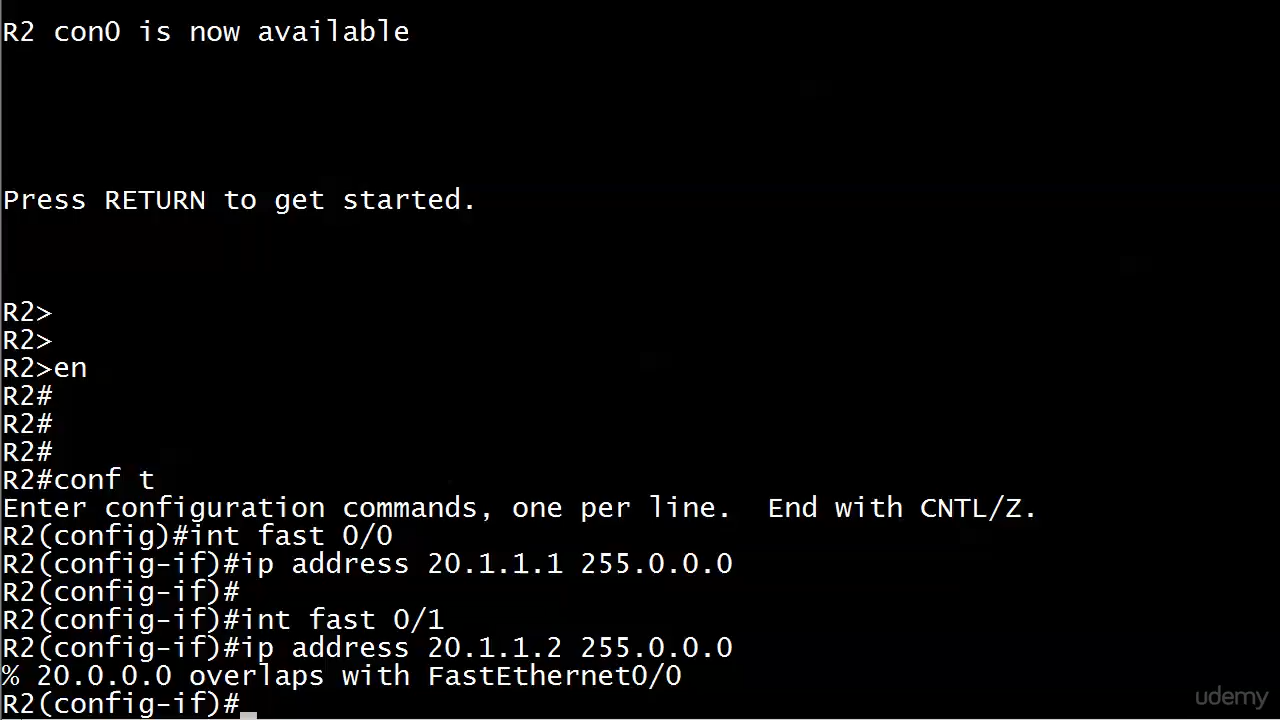 R2 con0 is now available
Press RETURN to get started.
R2>
R2>
R2>en
R2#
R2#
R2#
R2#conf t
Enter configuration commands, one per line.  End with CNTL/Z.
R2(config)#int fast 0/0
R2(config-if)#ip address 20.1.1.1 255.0.0.0
R2(config-if)#
R2(config-if)#int fast 0/1
R2(config-if)#ip address 20.1.1.2 255.0.0.0
% 20.0.0.0 overlaps with FastEthernet0/0
R2(config-if)#
udemy